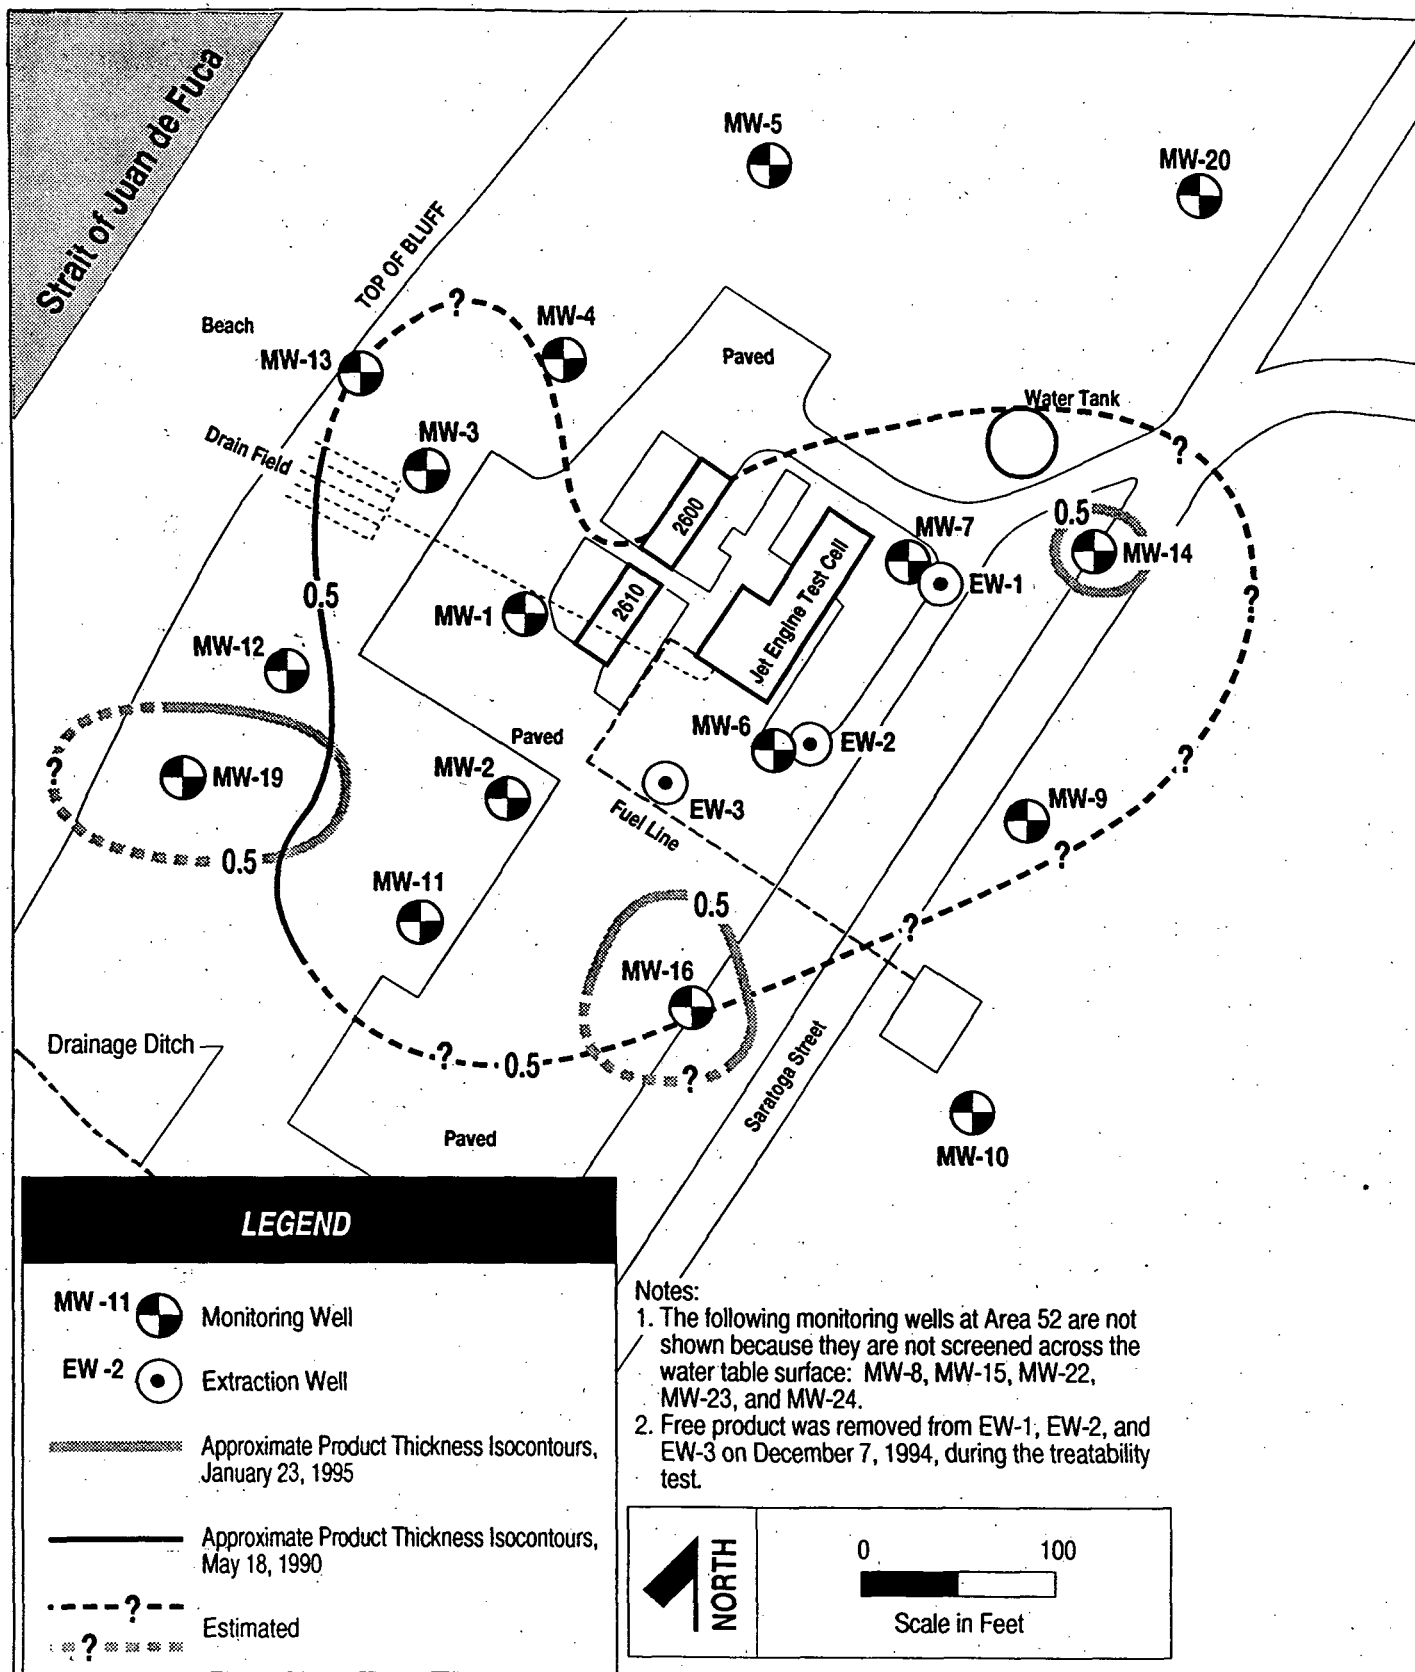 Strait of Juan de Fuca
MW-5
MW-20
TOP OF BLUFF
?
MW-4
Beach
MW-13
Paved
Water Tank
MW-3
?
Drain Field
2600
0.5
MW-7
MW-14
EW-1
0.5
MW-1
2610
Jet Engine Test Cell
?
MW-12
MW-6
EW-2
Paved
?
MW-19
MW-2
?
EW-3
MW-9
Fuel Line
0.5
?
MW-11
0.5
?
MW-16
Drainage Ditch
?
0.5
?
Saratoga Street
Paved
MW-10
LEGEND
MW -11
Monitoring Well
EW -2
Extraction Well
Approximate Product Thickness Isocontours,
January 23, 1995
Approximate Product Thickness Isocontours,
May 18, 1990
?
?
Estimated
Notes:
1. The following monitoring wells at Area 52 are not
shown because they are not screened across the
water table surface: MW-8, MW-15, MW-22,
MW-23, and MW-24.
2. Free product was removed from EW-1, EW-2, and
EW-3 on December 7, 1994, during the treatability
test.
NORTH
0 100
Scale in Feet